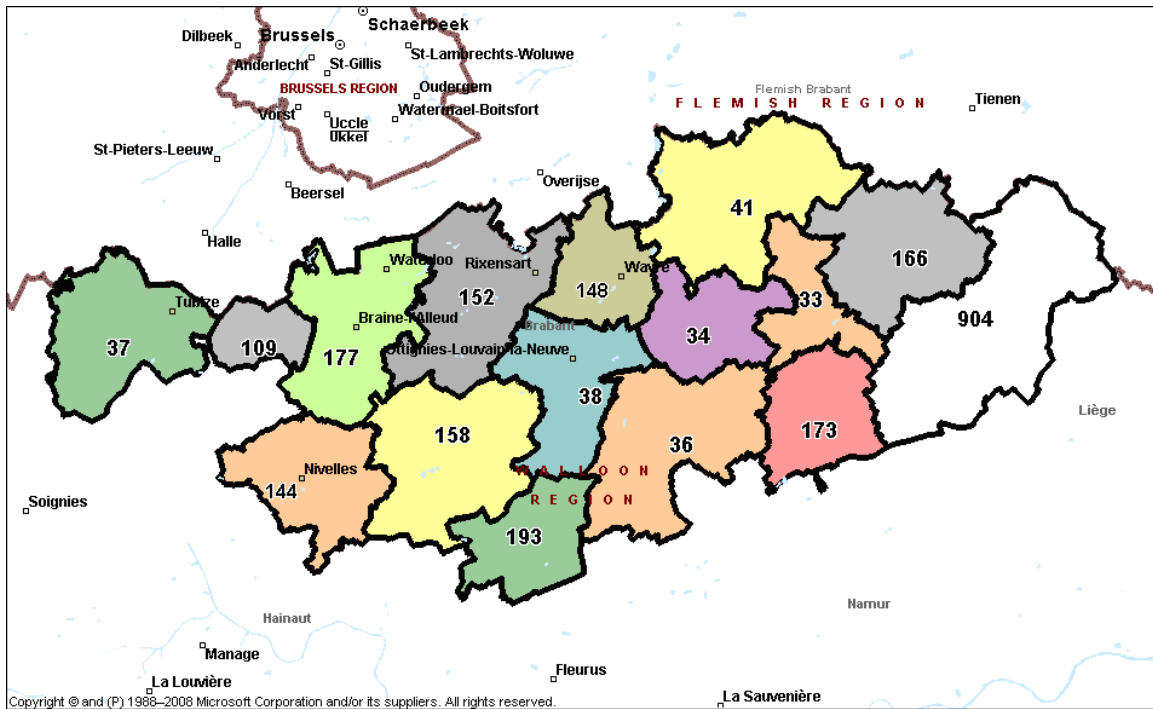 Schaerbeek
Dilbeek
Brussels
St-Lambrechts-Woluwe
Anderlecht
St-Gillis
BRUSSELS REGION
Oudergem
Flemish Brabant
FLEMISH REGION
Tienen
Vorst
Uccle
Ukkel
Watermael-Boitsfort
St-Pieters-Leeuw
Overijse
Beersel
41
Halle
166
Waterloo
Rixensart
Wavre
148
152
33
Tubize
904
Braine-l'Alleud
Brabant
34
37
109
177
Ottignies-Louvain-la-Neuve
38
Liège
158
36
173
Nivelles
WALLOON
144
REGION
Soignies
193
Hainaut
Namur
Manage
Fleurus
La Louvière
La Sauvenière
Copyright © and (P) 1988–2008 Microsoft Corporation and/or its suppliers. All rights reserved.